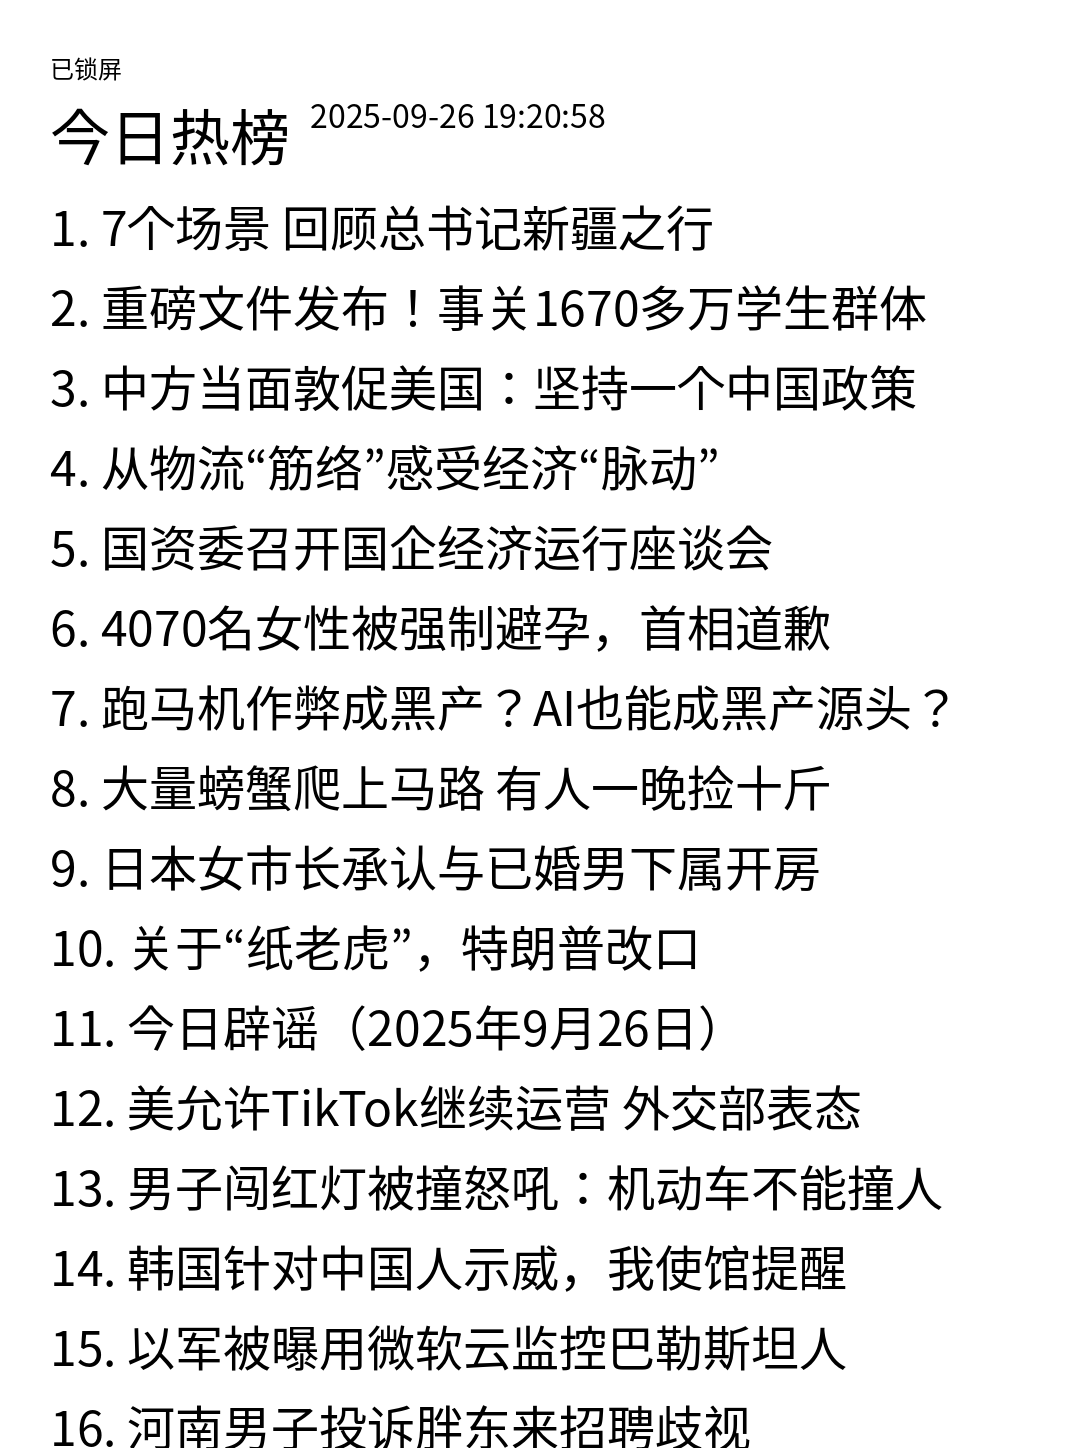 已锁屏
今日热榜 2025-09-26 19:20:58
1. 7个场景 回顾总书记新疆之行
2. 重磅文件发布！事关1670多万学生群体
3. 中方当面敦促美国：坚持一个中国政策
4. 从物流“筋络”感受经济“脉动”
5. 国资委召开国企经济运行座谈会
6. 4070名女性被强制避孕，首相道歉
7. 跑马机作弊成黑产？AI也能成黑产源头？
8. 大量螃蟹爬上马路 有人一晚捡十斤
9. 日本女市长承认与已婚男下属开房
10. 关于“纸老虎”，特朗普改口
11. 今日辟谣（2025年9月26日）
12. 美允许TikTok继续运营 外交部表态
13. 男子闯红灯被撞怒吼：机动车不能撞人
14. 韩国针对中国人示威，我使馆提醒
15. 以军被曝用微软云监控巴勒斯坦人
16. 河南男子投诉胖东来招聘歧视